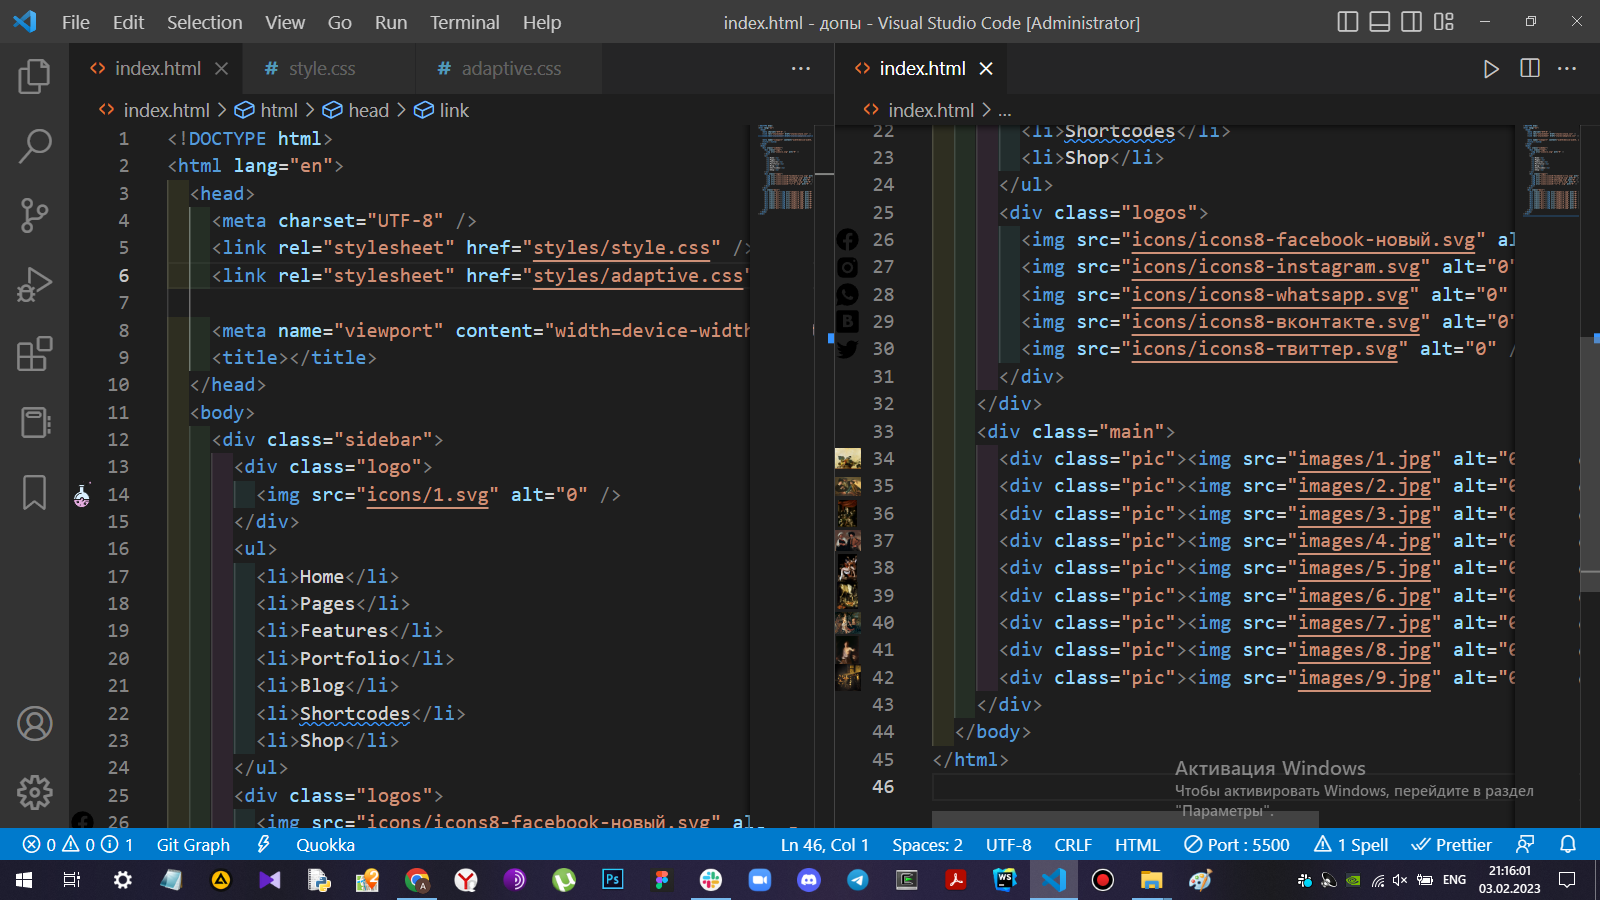 File Edit Selection View Go Run Terminal Help
index.html - допы - Visual Studio Code [Administrator]
index.html
style.css
adaptive.css
index.html > html > head > link
1 <!DOCTYPE html>
2 <html lang="en">
3 <head>
4 <meta charset="UTF-8" />
5 <link rel="stylesheet" href="styles/style.css" />
6 <link rel="stylesheet" href="styles/adaptive.css"
7
8 <meta name="viewport" content="width=device-width
9 <title></title>
10 </head>
11 <body>
12 <div class="sidebar">
13 <div class="logo">
14 <img src="icons/1.svg" alt="0" />
15 </div>
16 <ul>
17 <li>Home</li>
18 <li>Pages</li>
19 <li>Features</li>
20 <li>Portfolio</li>
21 <li>Blog</li>
22 <li>Shortcodes</li>
23 <li>Shop</li>
24 </ul>
25 <div class="logos">
26 <img src="icons/icons8-facebook-новый.svg" al
index.html
index.html > ...
22 <li>Shortcodes</li>
23 <li>Shop</li>
24 </ul>
25 <div class="logos">
26 <img src="icons/icons8-facebook-новый.svg" al
27 <img src="icons/icons8-instagram.svg" alt="0"
28 <img src="icons/icons8-whatsapp.svg" alt="0"
29 <img src="icons/icons8-вконтакте.svg" alt="0"
30 <img src="icons/icons8-твиттер.svg" alt="0" /
31 </div>
32 </div>
33 <div class="main">
34 <div class="pic"><img src="images/1.jpg" alt="0
35 <div class="pic"><img src="images/2.jpg" alt="0
36 <div class="pic"><img src="images/3.jpg" alt="0
37 <div class="pic"><img src="images/4.jpg" alt="0
38 <div class="pic"><img src="images/5.jpg" alt="0
39 <div class="pic"><img src="images/6.jpg" alt="0
40 <div class="pic"><img src="images/7.jpg" alt="0
41 <div class="pic"><img src="images/8.jpg" alt="0
42 <div class="pic"><img src="images/9.jpg" alt="0
43 </div>
44 </body>
45 </html>
46
Активация Windows
Чтобы активировать Windows, перейдите в раздел
"Параметры".
0 0 1 Git Graph Quokka Ln 46, Col 1 Spaces: 2 UTF-8 CRLF HTML Port : 5500 1 Spell Prettier
Ps
WS
ENG
21:16:01
03.02.2023